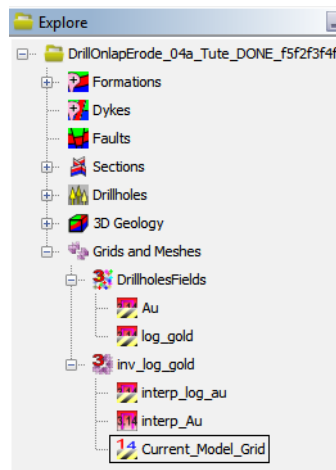 Explore
DrillOnlapErode_04a_Tute_DONE_f5f2f3f4f
Formations
Dykes
Faults
Sections
Drillholes
3D Geology
Grids and Meshes
DrillholesFields
Au
log_gold
inv_log_gold
interp_log_au
interp_Au
Current_Model_Grid